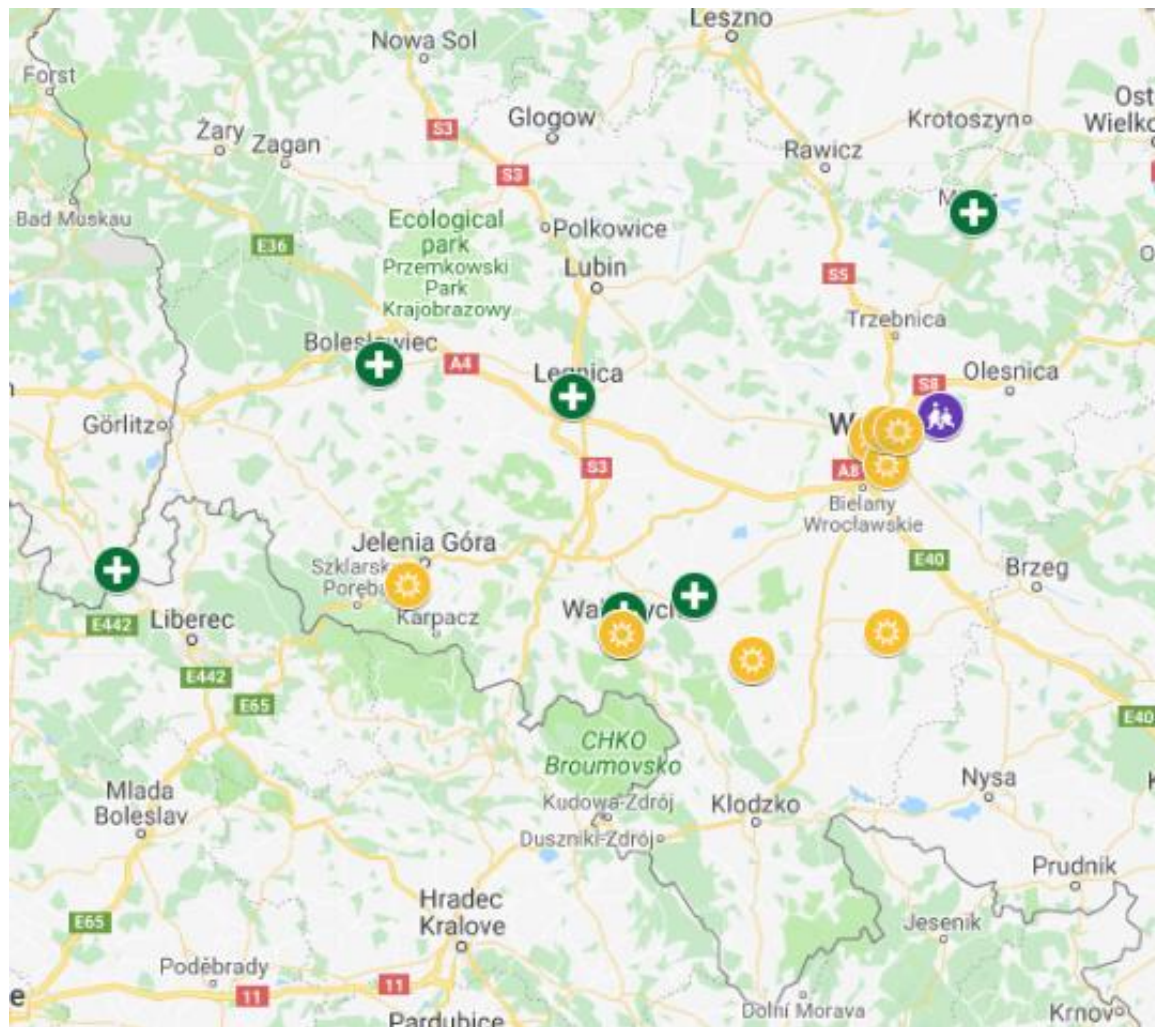 Leszno
Nowa Sol
Forst
Ost
Glogow
Krotoszyn
Wielko
Żary
Zagan
S3
Rawicz
S3
Bad Muskau
Ecological
park
Przemkowski
Park
Krajobrazowy
Polkowice
E36
Lubin
S5
Trzebnica
A4
Olesnica
S8
Görlitz
A8
S3
Bielany
Wrocławskie
Jelenia Góra
E40
Brzeg
Karpacz
Liberec
E442
E442
E65
E40
CHKO
Broumovsko
Nysa
Mlada
Boleslav
Kudowa-Zdrój
Klodzko
Duszniki-Zdrój
Prudnik
Hradec
Kralove
E65
Jesenik
Poděbrady
11
11
e
Dolní Morava
Krnov
Pardubice